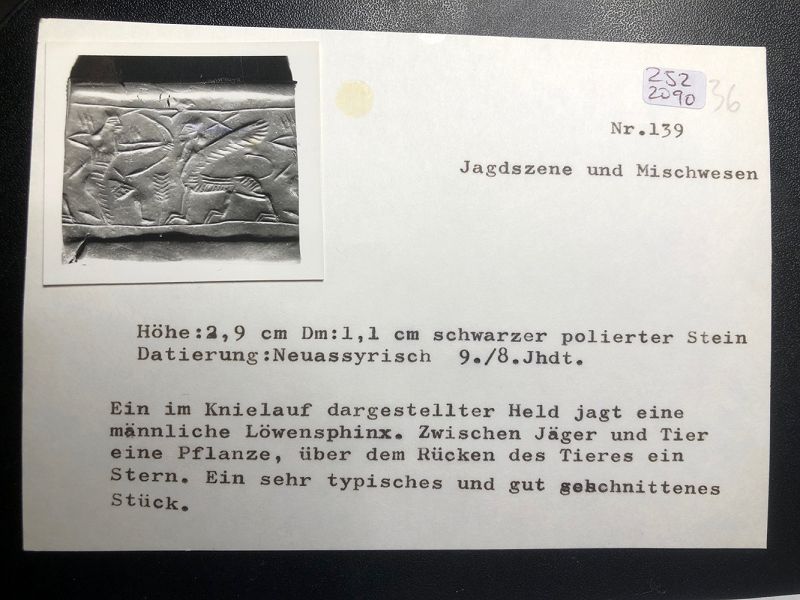 252
2090
36
Nr.139
Jagdszene und Mischwesen
Höhe:2,9 cm Dm:1,1 cm schwarzer polierter Stein
Datierung:Neuassyrisch 9./8.Jhdt.
Ein im Knielauf dargestellter Held jagt eine
männliche Löwensphinx. Zwischen Jäger und Tier
eine Pflanze, über dem Rücken des Tieres ein
Stern. Ein sehr typisches und gut geschnittenes
Stück.